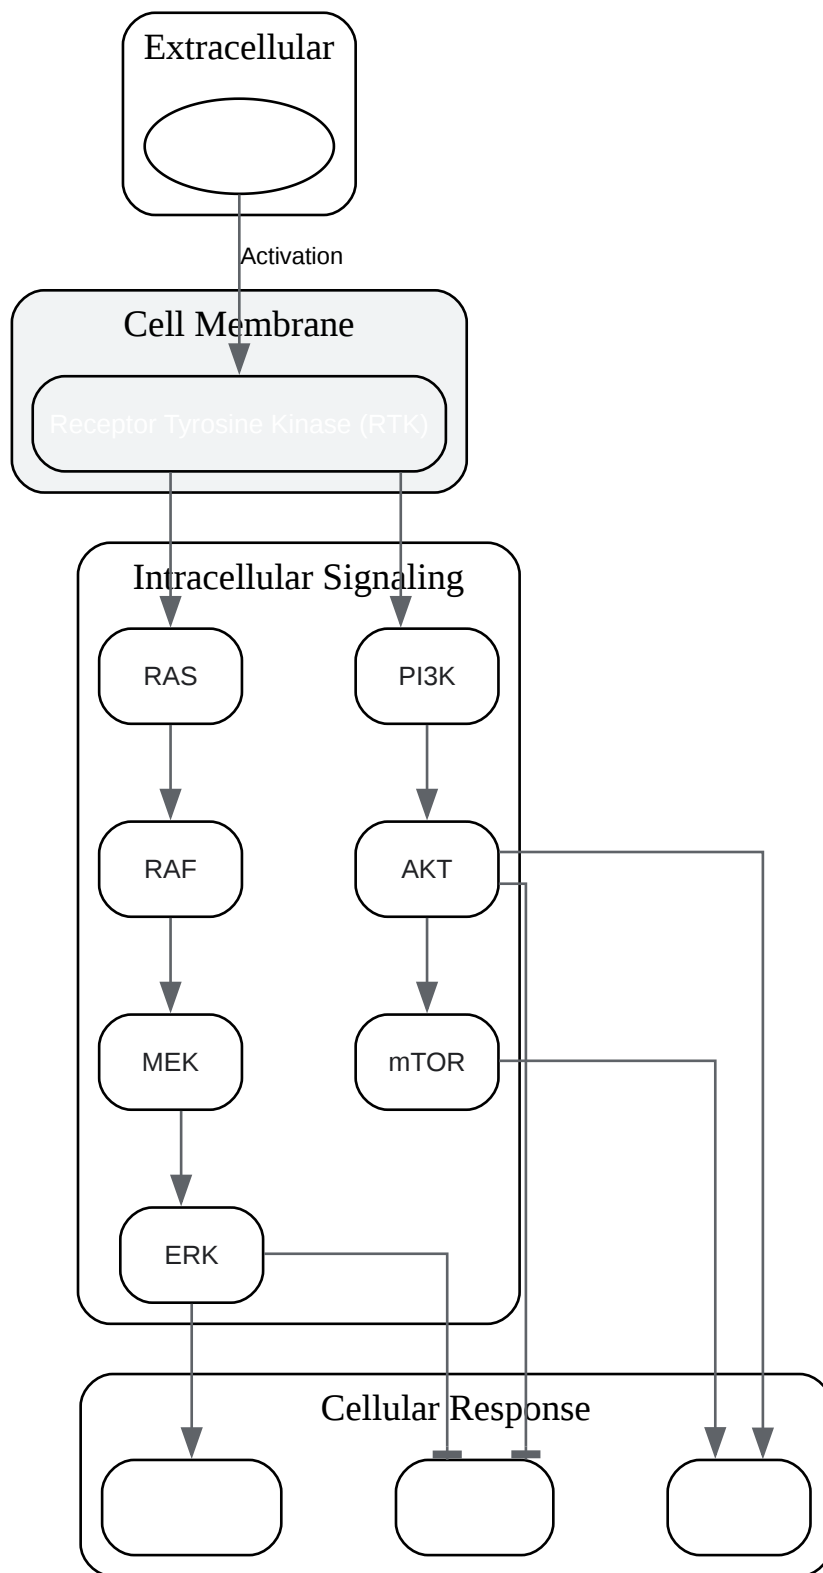 Extracellular
Activation
Cell Membrane
Receptor Tyrosine Kinase (RTK)
Intracellular Signaling
RAS
PI3K
RAF
AKT
MEK
mTOR
ERK
Cellular Response